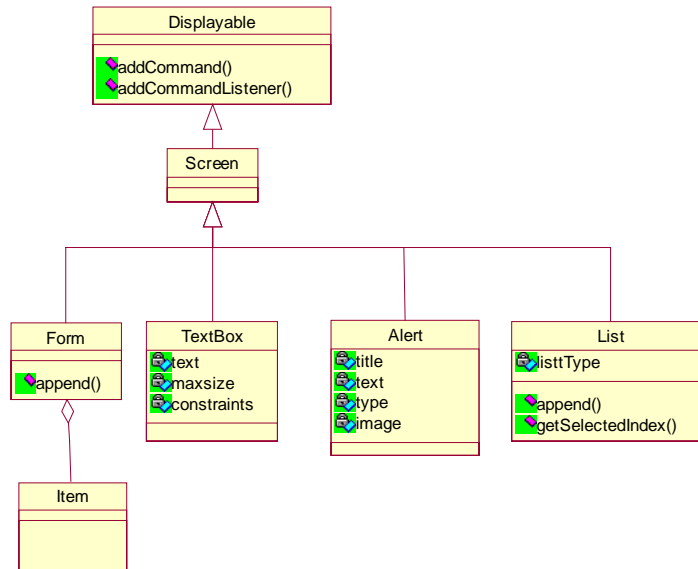 Displayable
addCommand()
addCommandListener()
Screen
Form
append()
TextBox
text
maxsize
constraints
Alert
title
text
type
image
List
listtType
append()
getSelectedIndex()
Item